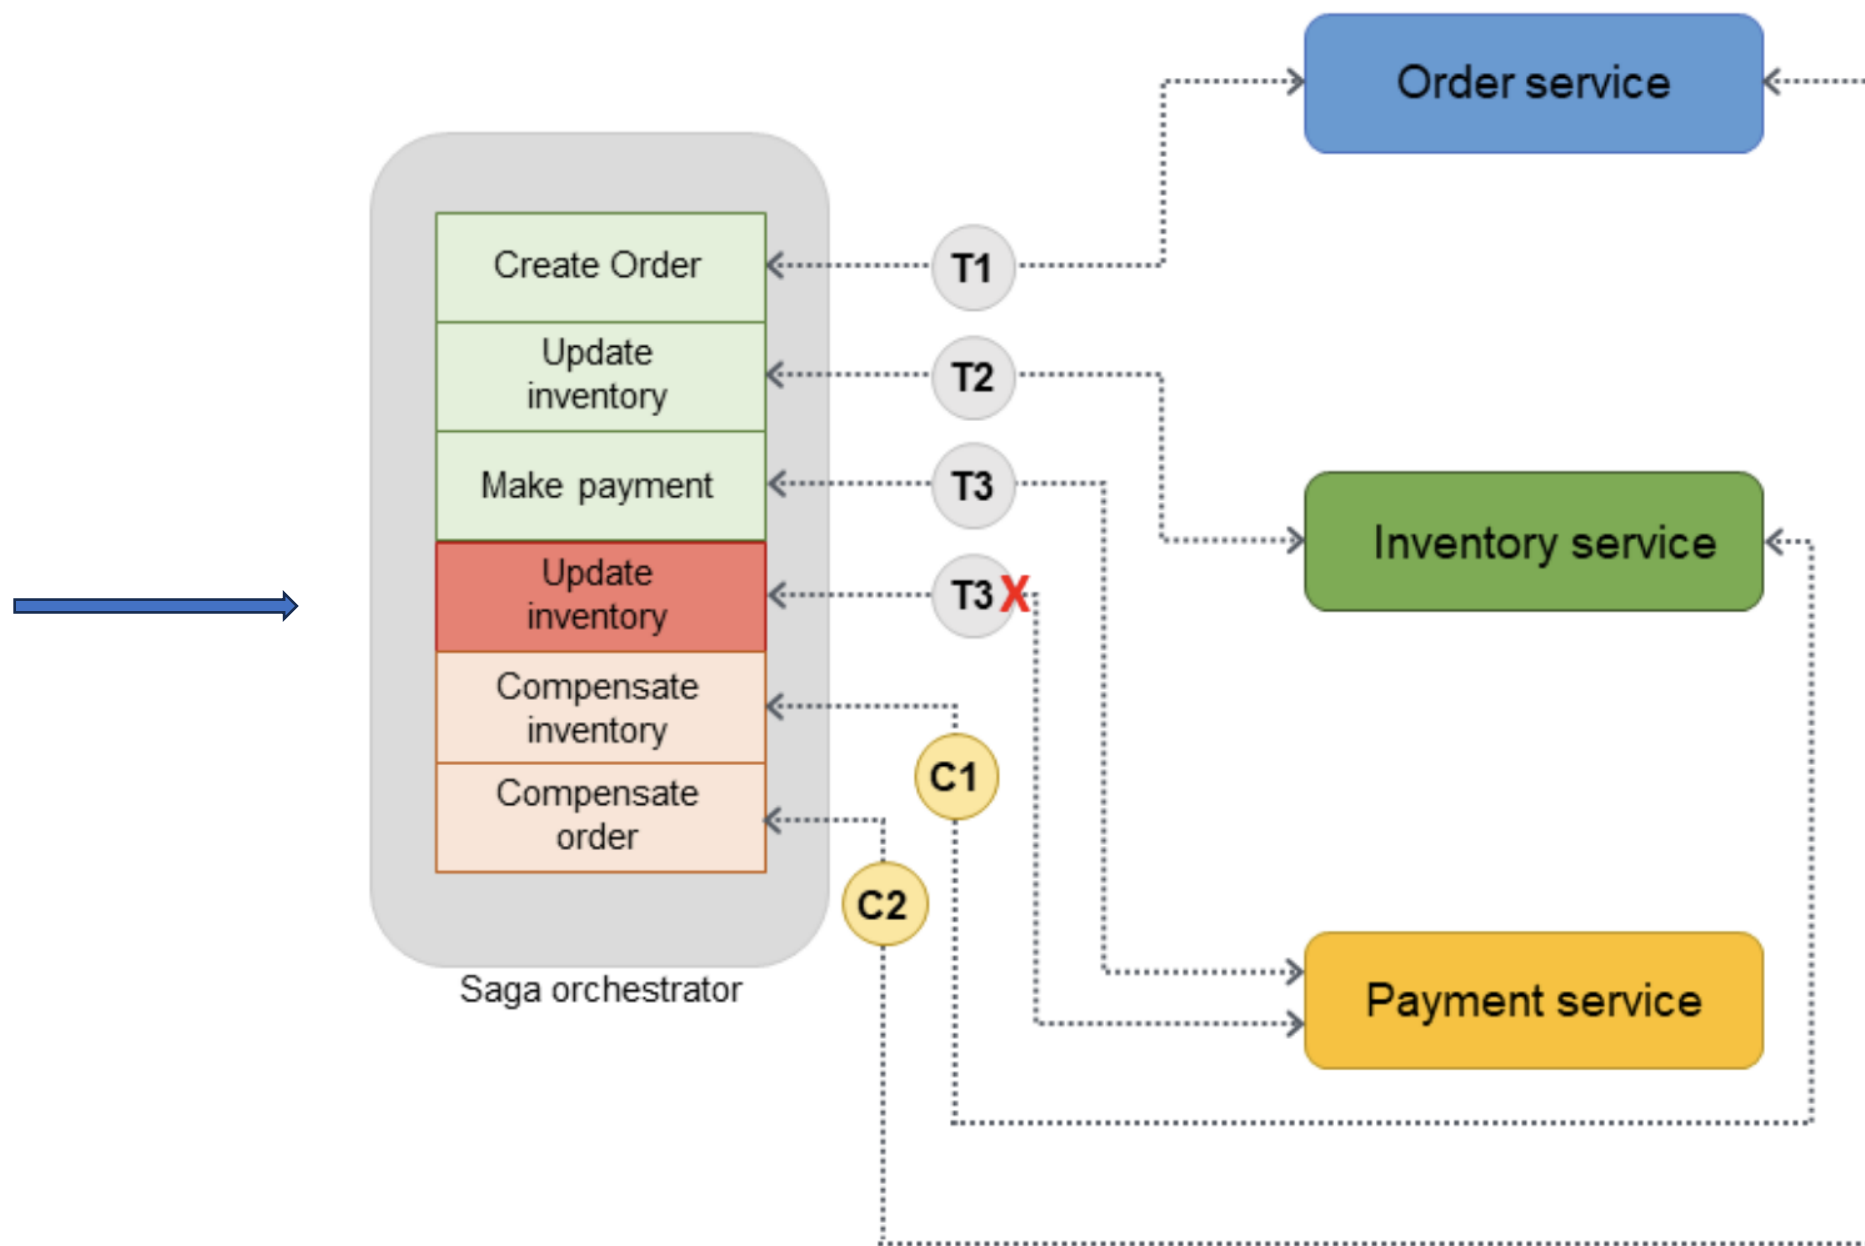 Order service
Create Order
T1
Update
inventory
T2
Make payment
T3
Inventory service
Update
inventory
T3
X
Compensate
inventory
C1
Compensate
order
C2
Saga orchestrator
Payment service